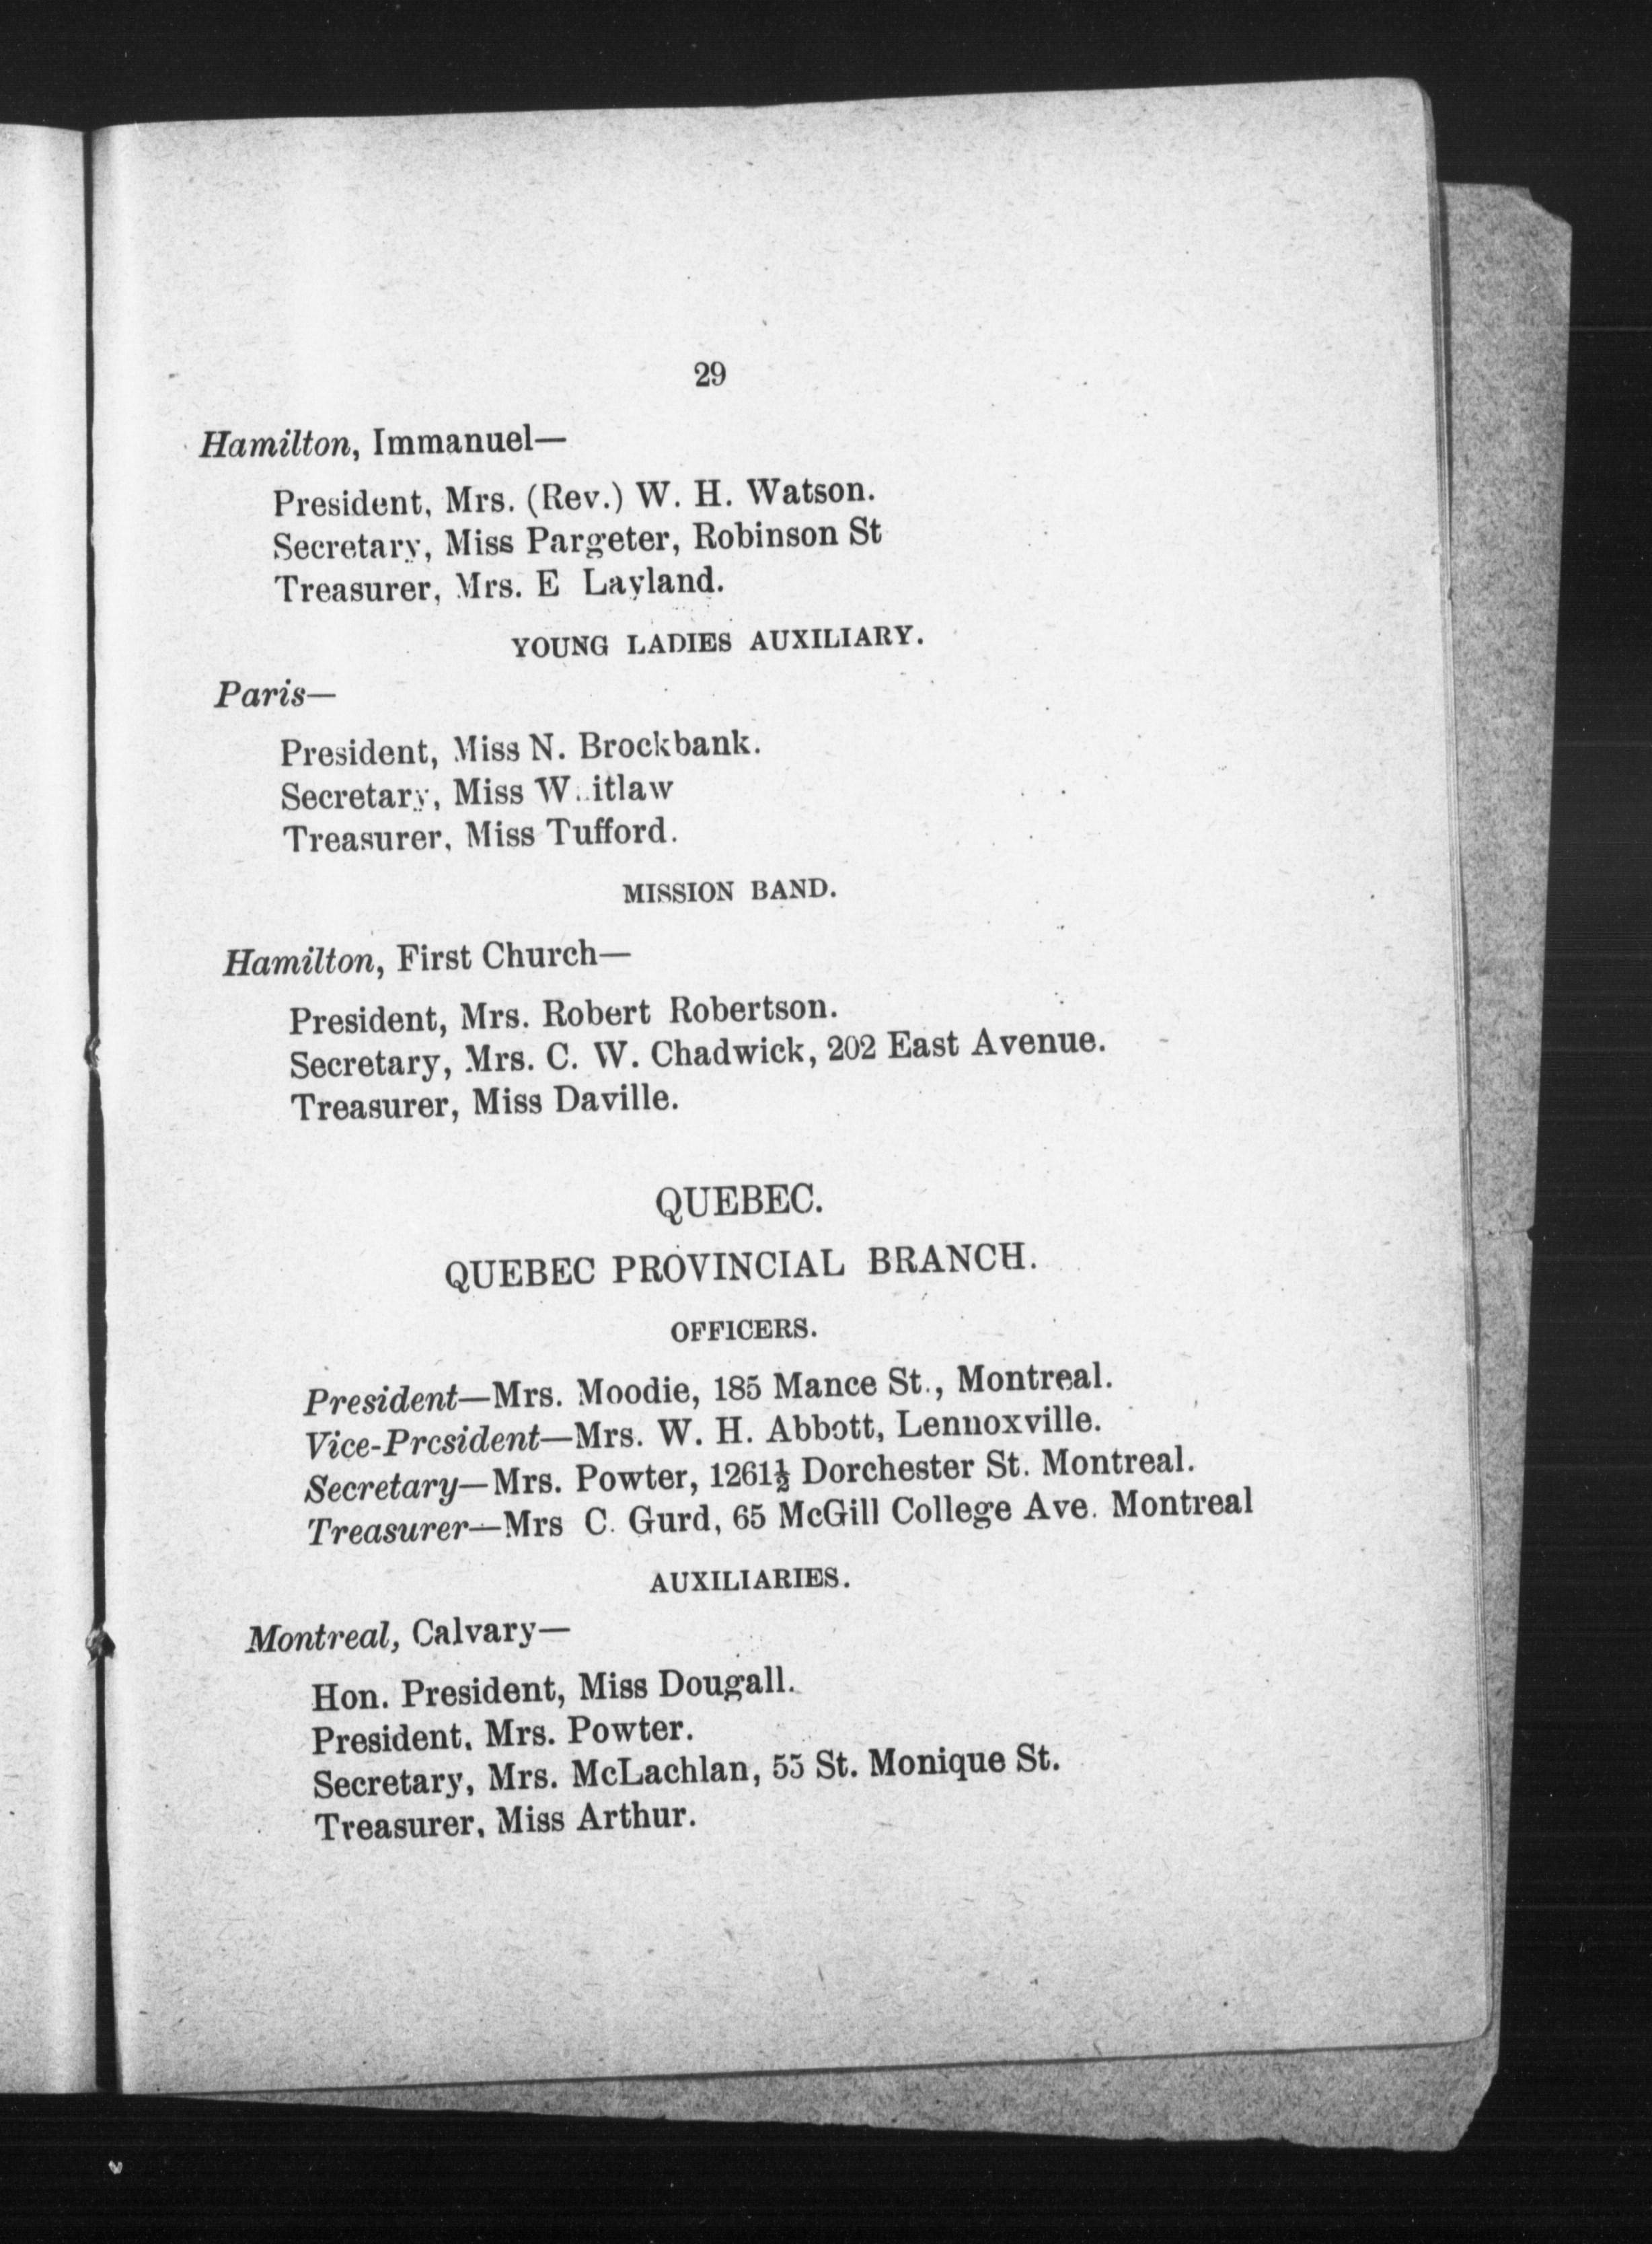 29
Hamilton, Immanuel—
President, Mrs. (Rev.) W. H. Watson.
Secretary, Miss Pargeter, Robinson St
Treasurer, Mrs. E Layland.
YOUNG LADIES AUXILIARY.
Paris—
President, Miss N. Brockbank.
Secretary, Miss
Treasurer, Miss Tufford.
MISSION BAND.
Hamilton, First Church—
President, Mrs. Robert Robertson.
Secretary, Mrs. C. W. Chadwick, 202 East Avenue.
Treasurer, Miss Daville.
QUEBEC.
QUEBEC PROVINCIAL BRANCH.
OFFICERS.
President—Mrs. Moodie, 185 Mance St., Montreal.
Vice-President—Mrs. W. H. Abbott, Lennoxville.
Secretary—Mrs. Powter, 1261½ Dorchester St. Montreal.
Treasurer—Mrs C. Gurd, 65 McGill College Ave. Montreal
AUXILIARIES.
Montreal, Calvary—
Hon. President, Miss Dougall.
President, Mrs. Powter.
Secretary, Mrs. McLachlan, 55 St. Monique St.
Treasurer, Miss Arthur.